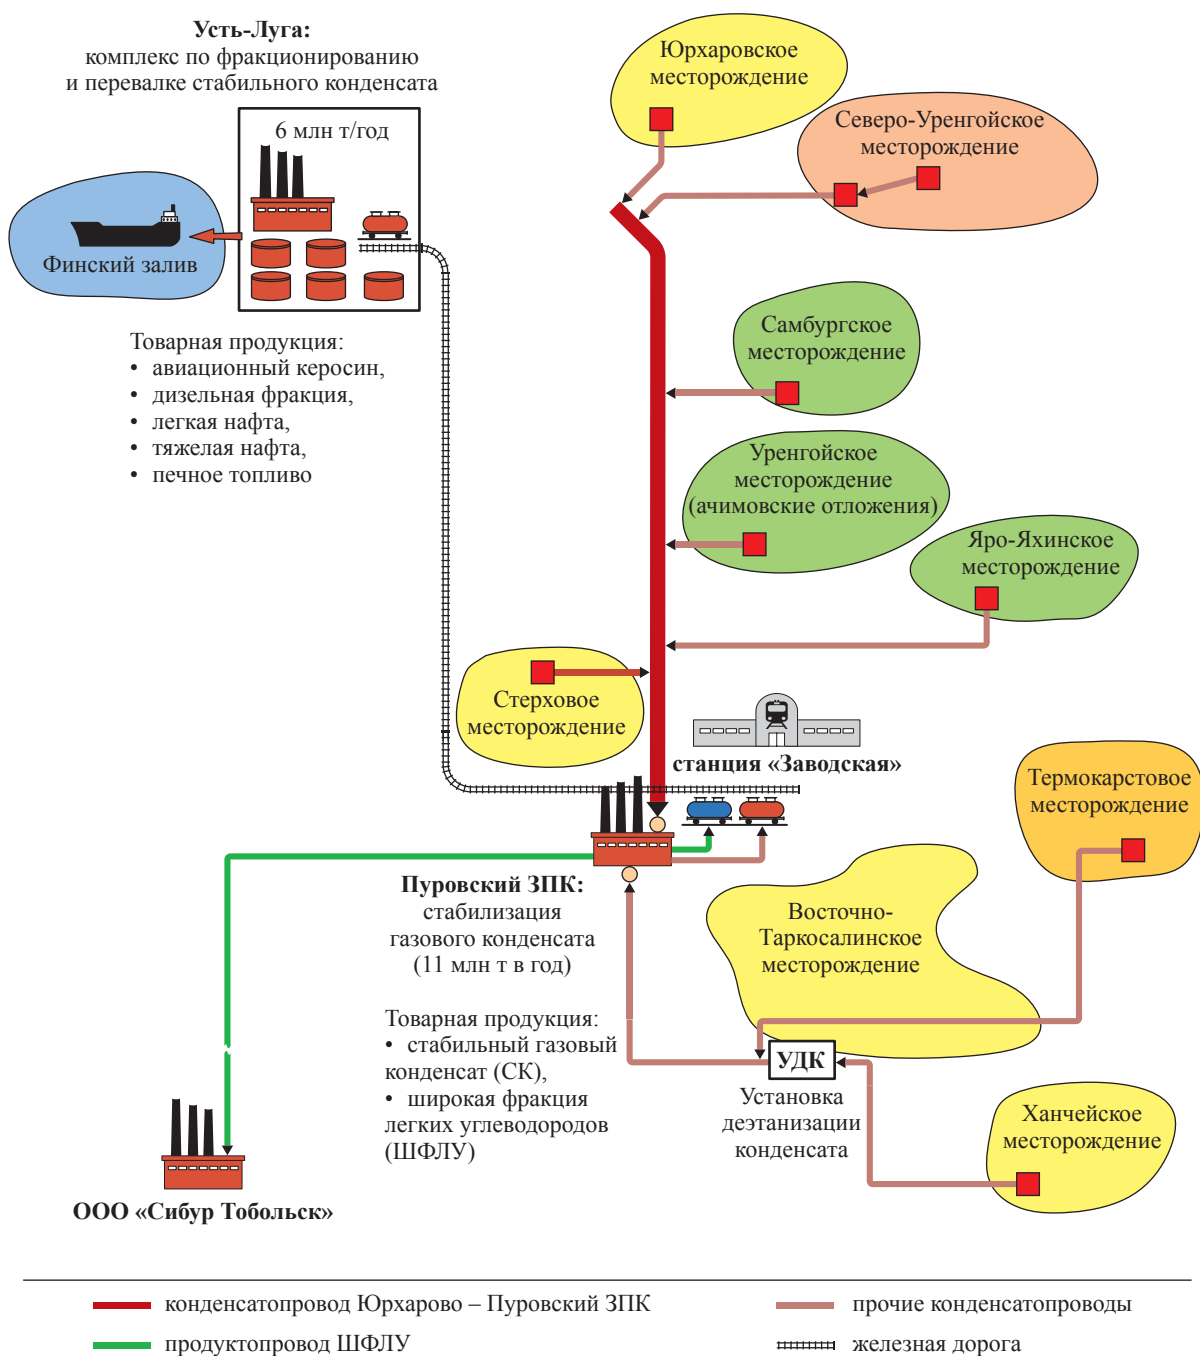 Усть-Луга:
комплекс по фракционированию
и перевалке стабильного конденсата
6 млн т/год
Финский залив
Товарная продукция:
• авиационный керосин,
• дизельная фракция,
• легкая нафта,
• тяжелая нафта,
• печное топливо
Юрхаровское
месторождение
Северо-Уренгойское
месторождение
Самбургское
месторождение
Уренгойское
месторождение
(ачимовские отложения)
Яро-Яхинское
месторождение
Стерховое
месторождение
станция «Заводская»
Термокарстовое
месторождение
Пуровский ЗПК:
стабилизация
газового конденсата
(11 млн т в год)
Товарная продукция:
• стабильный газовый
конденсат (СК),
• широкая фракция
легких углеводородов
(ШФЛУ)
Восточно-
Таркосалинское
месторождение
УДК
Установка
деэтанизации
конденсата
Ханчейское
месторождение
ООО «Сибур Тобольск»
конденсатопровод Юрхарово – Пуровский ЗПК
прочие конденсатопроводы
продуктопровод ШФЛУ
железная дорога